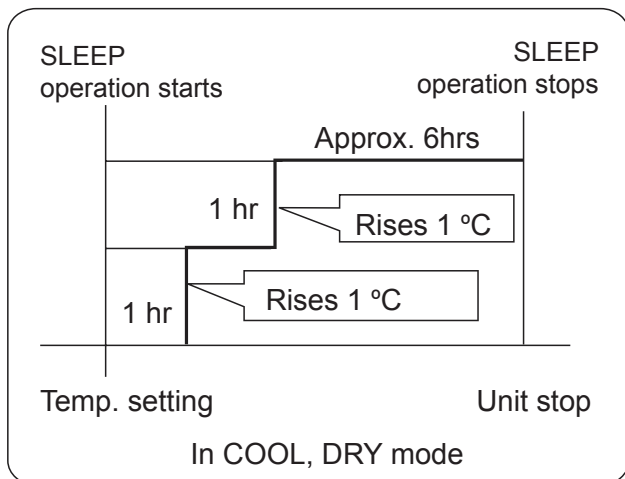 SLEEP
operation starts
SLEEP
operation stops
Approx. 6hrs
1 hr
Rises 1 ºC
1 hr
Rises 1 ºC
Temp. setting
Unit stop
In COOL, DRY mode